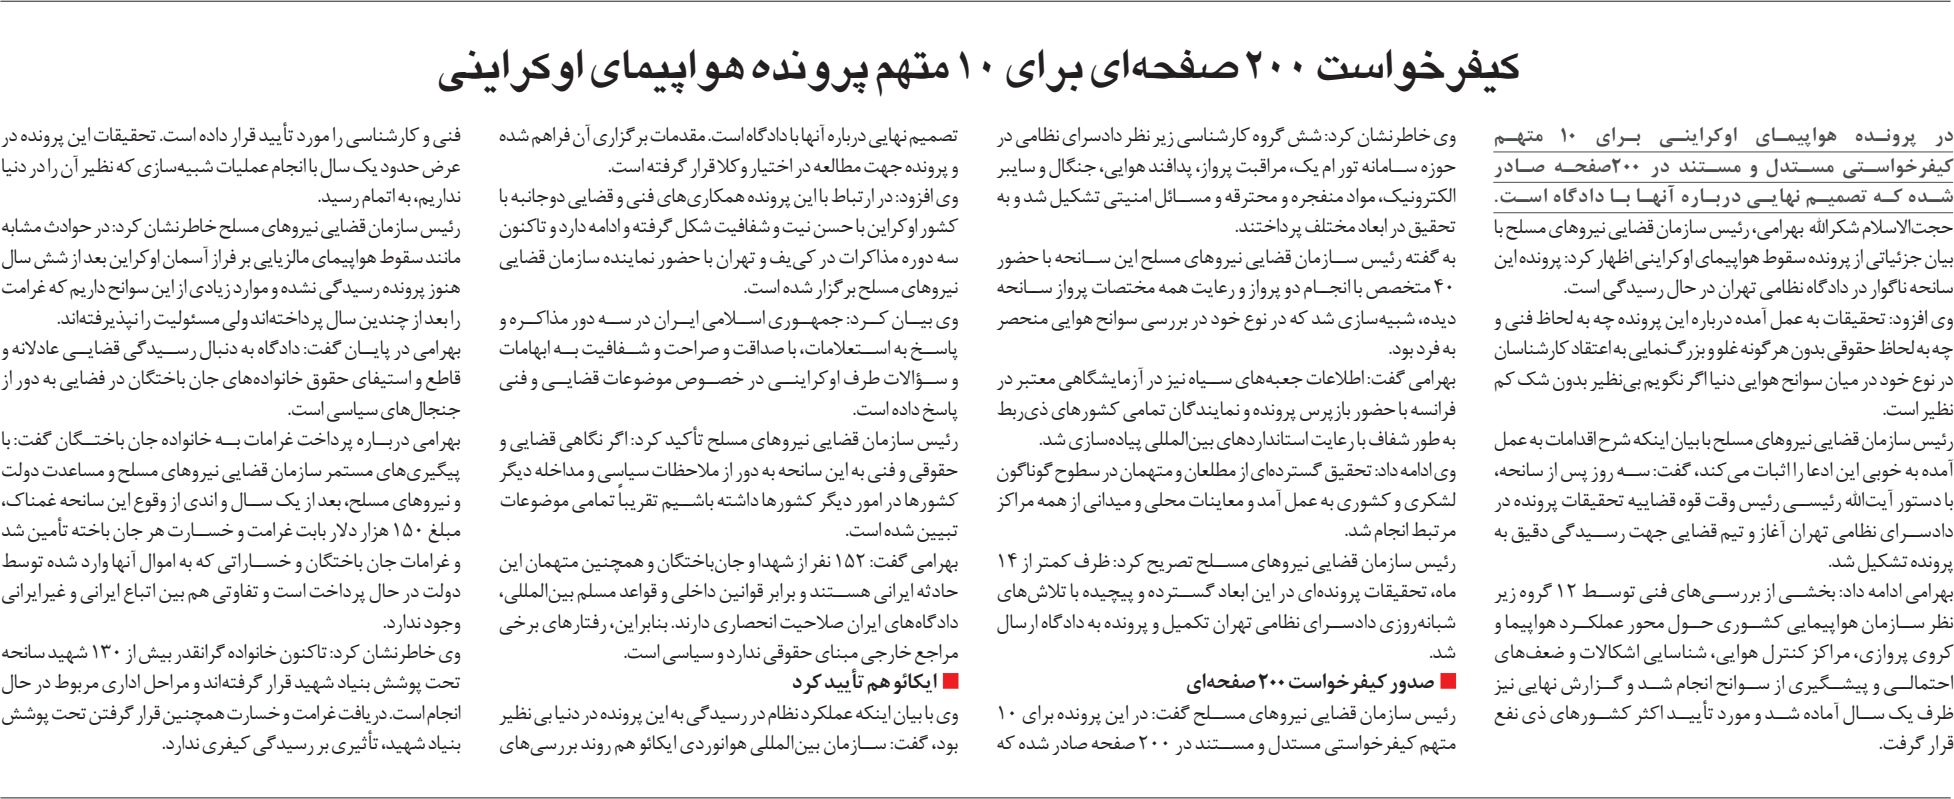 کیفرخواست ۲۰۰ صفحه‌ای برای ۱۰ متهم پرونده هواپیمای اوکراینی
در پرونده هواپیمای اوکراینی برای ۱۰ متهم
کیفرخواستی مستدل و مستند در ۲۰۰صفحه صادر
شده که تصمیم نهایی درباره آنها با دادگاه است.
حجت‌الاسلام شکرالله بهرامی، رئیس سازمان قضایی نیروهای مسلح با
بیان جزئیاتی از پرونده سقوط هواپیمای اوکراینی اظهار کرد: پرونده این
سانحه ناگوار در دادگاه نظامی تهران در حال رسیدگی است.
وی افزود: تحقیقات به عمل آمده درباره این پرونده چه به لحاظ فنی و
چه به لحاظ حقوقی بدون هر گونه غلو و بزرگ‌نمایی به اعتقاد کارشناسان
در نوع خود در میان سوانح هوایی دنیا اگر نگویم بی‌نظیر بدون شک کم
نظیر است.
رئیس سازمان قضایی نیروهای مسلح با بیان اینکه شرح اقدامات به عمل
آمده به خوبی این ادعا را اثبات می‌کند، گفت: سه روز پس از سانحه،
با دستور آیت‌الله رئیسی رئیس وقت قوه قضاییه تحقیقات پرونده در
دادسرای نظامی تهران آغاز و تیم قضایی جهت رسیدگی دقیق به
پرونده تشکیل شد.
بهرامی ادامه داد: بخشی از بررسی‌های فنی توسط ۱۲ گروه زیر
نظر سازمان هواپیمایی کشوری حول محور عملکرد هواپیما و
کروی پروازی، مراکز کنترل هوایی، شناسایی اشکالات و ضعف‌های
احتمالی و پیشگیری از سوانح انجام شد و گزارش نهایی نیز
ظرف یک سال آماده شد و مورد تأیید اکثر کشورهای ذی نفع
قرار گرفت.
وی خاطرنشان کرد: شش گروه کارشناسی زیر نظر دادسرای نظامی در
حوزه سامانه تور ام یک، مراقبت پرواز، پدافند هوایی، جنگال و سایبر
الکترونیک، مواد منفجره و محترقه و مسائل امنیتی تشکیل شد و به
تحقیق در ابعاد مختلف پرداختند.
به گفته رئیس سازمان قضایی نیروهای مسلح این سانحه با حضور
۴۰ متخصص با انجام دو پرواز و رعایت همه مختصات پرواز سانحه
دیده، شبیه‌سازی شد که در نوع خود در بررسی سوانح هوایی منحصر
به فرد بود.
بهرامی گفت: اطلاعات جعبه‌های سیاه نیز در آزمایشگاهی معتبر در
فرانسه با حضور بازپرس پرونده و نمایندگان تمامی کشورهای ذی‌ربط
به طور شفاف با رعایت استانداردهای بین‌المللی پیاده‌سازی شد.
وی ادامه داد: تحقیق گسترده‌ای از مطلعان و متهمان در سطوح گوناگون
لشکری و کشوری به عمل آمد و معاینات محلی و میدانی از همه مراکز
مرتبط انجام شد.
رئیس سازمان قضایی نیروهای مسلح تصریح کرد: ظرف کمتر از ۱۴
ماه، تحقیقات پرونده‌ای در این ابعاد گسترده و پیچیده با تلاش‌های
شبانه‌روزی دادسرای نظامی تهران تکمیل و پرونده به دادگاه ارسال
شد.
صدور کیفرخواست ۲۰۰ صفحه‌ای
رئیس سازمان قضایی نیروهای مسلح گفت: در این پرونده برای ۱۰
متهم کیفرخواستی مستدل و مستند در ۲۰۰ صفحه صادر شده که
تصمیم نهایی درباره آنها با دادگاه است. مقدمات برگزاری آن فراهم شده
و پرونده جهت مطالعه در اختیار وکلا قرار گرفته است.
وی افزود: در ارتباط با این پرونده همکاری‌های فنی و قضایی دوجانبه با
کشور اوکراین با حسن نیت و شفافیت شکل گرفته و ادامه دارد و تاکنون
سه دوره مذاکرات در کی‌یف و تهران با حضور نماینده سازمان قضایی
نیروهای مسلح برگزار شده است.
وی بیان کرد: جمهوری اسلامی ایران در سه دور مذاکره و
پاسخ به استعلامات، با صداقت و صراحت و شفافیت به ابهامات
و سؤالات طرف اوکراینی در خصوص موضوعات قضایی و فنی
پاسخ داده است.
رئیس سازمان قضایی نیروهای مسلح تأکید کرد: اگر نگاهی قضایی و
حقوقی و فنی به این سانحه به دور از ملاحظات سیاسی و مداخله دیگر
کشورها در امور دیگر کشورها داشته باشیم تقریباً تمامی موضوعات
تبیین شده است.
بهرامی گفت: ۱۵۲ نفر از شهدا و جان‌باختگان و همچنین متهمان این
حادثه ایرانی هستند و برابر قوانین داخلی و قواعد مسلم بین‌المللی،
دادگاه‌های ایران صلاحیت انحصاری دارند. بنابراین، رفتارهای برخی
مراجع خارجی مبنای حقوقی ندارد و سیاسی است.
ایکائو هم تأیید کرد
وی با بیان اینکه عملکرد نظام در رسیدگی به این پرونده در دنیا بی نظیر
بود، گفت: سازمان بین‌المللی هوانوردی ایکائو هم روند بررسی‌های
فنی و کارشناسی را مورد تأیید قرار داده است. تحقیقات این پرونده در
عرض حدود یک سال با انجام عملیات شبیه‌سازی که نظیر آن را در دنیا
نداریم، به اتمام رسید.
رئیس سازمان قضایی نیروهای مسلح خاطرنشان کرد: در حوادث مشابه
مانند سقوط هواپیمای مالزیایی بر فراز آسمان اوکراین بعد از شش سال
هنوز پرونده رسیدگی نشده و موارد زیادی از این سوانح داریم که غرامت
را بعد از چندین سال پرداخته‌اند ولی مسئولیت را نپذیرفته‌اند.
بهرامی در پایان گفت: دادگاه به دنبال رسیدگی قضایی عادلانه و
قاطع و استیفای حقوق خانواده‌های جان باختگان در فضایی به دور از
جنجال‌های سیاسی است.
بهرامی درباره پرداخت غرامات به خانواده جان باختگان گفت: با
پیگیری‌های مستمر سازمان قضایی نیروهای مسلح و مساعدت دولت
و نیروهای مسلح، بعد از یک سال و اندی از وقوع این سانحه غمناک،
مبلغ ۱۵۰ هزار دلار بابت غرامت و خسارت هر جان باخته تأمین شد
و غرامات جان باختگان و خساراتی که به اموال آنها وارد شده توسط
دولت در حال پرداخت است و تفاوتی هم بین اتباع ایرانی و غیرایرانی
وجود ندارد.
وی خاطرنشان کرد: تاکنون خانواده گرانقدر بیش از ۱۳۰ شهید سانحه
تحت پوشش بنیاد شهید قرار گرفته‌اند و مراحل اداری مربوط در حال
انجام است. دریافت غرامت و خسارت همچنین قرار گرفتن تحت پوشش
بنیاد شهید، تأثیری بر رسیدگی کیفری ندارد.